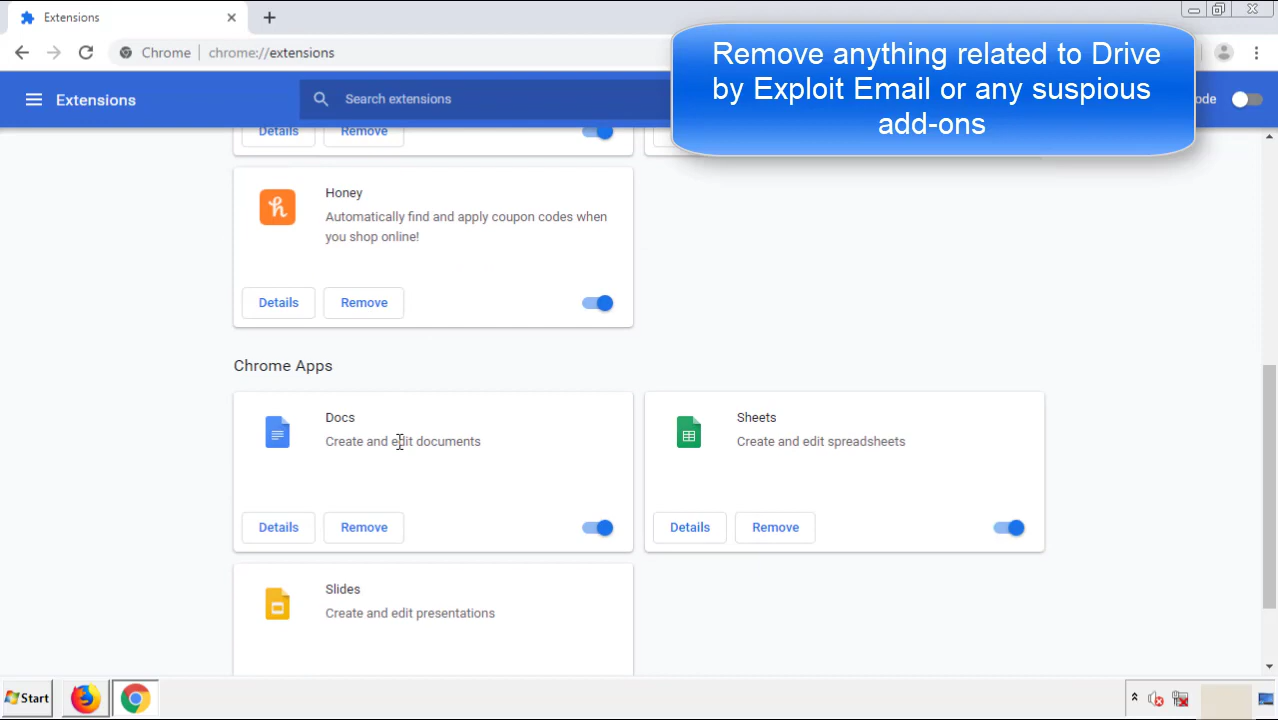 Extensions
Chrome
chrome://extensions
Remove anything related to Drive
by Exploit Email or any suspious
add-ons
Extensions
Search extensions
ode
Details
Remove
Honey
Automatically find and apply coupon codes when
you shop online!
Details
Remove
Chrome Apps
Docs
Create and edit documents
Details
Remove
Sheets
Create and edit spreadsheets
Details
Remove
Slides
Create and edit presentations
Start